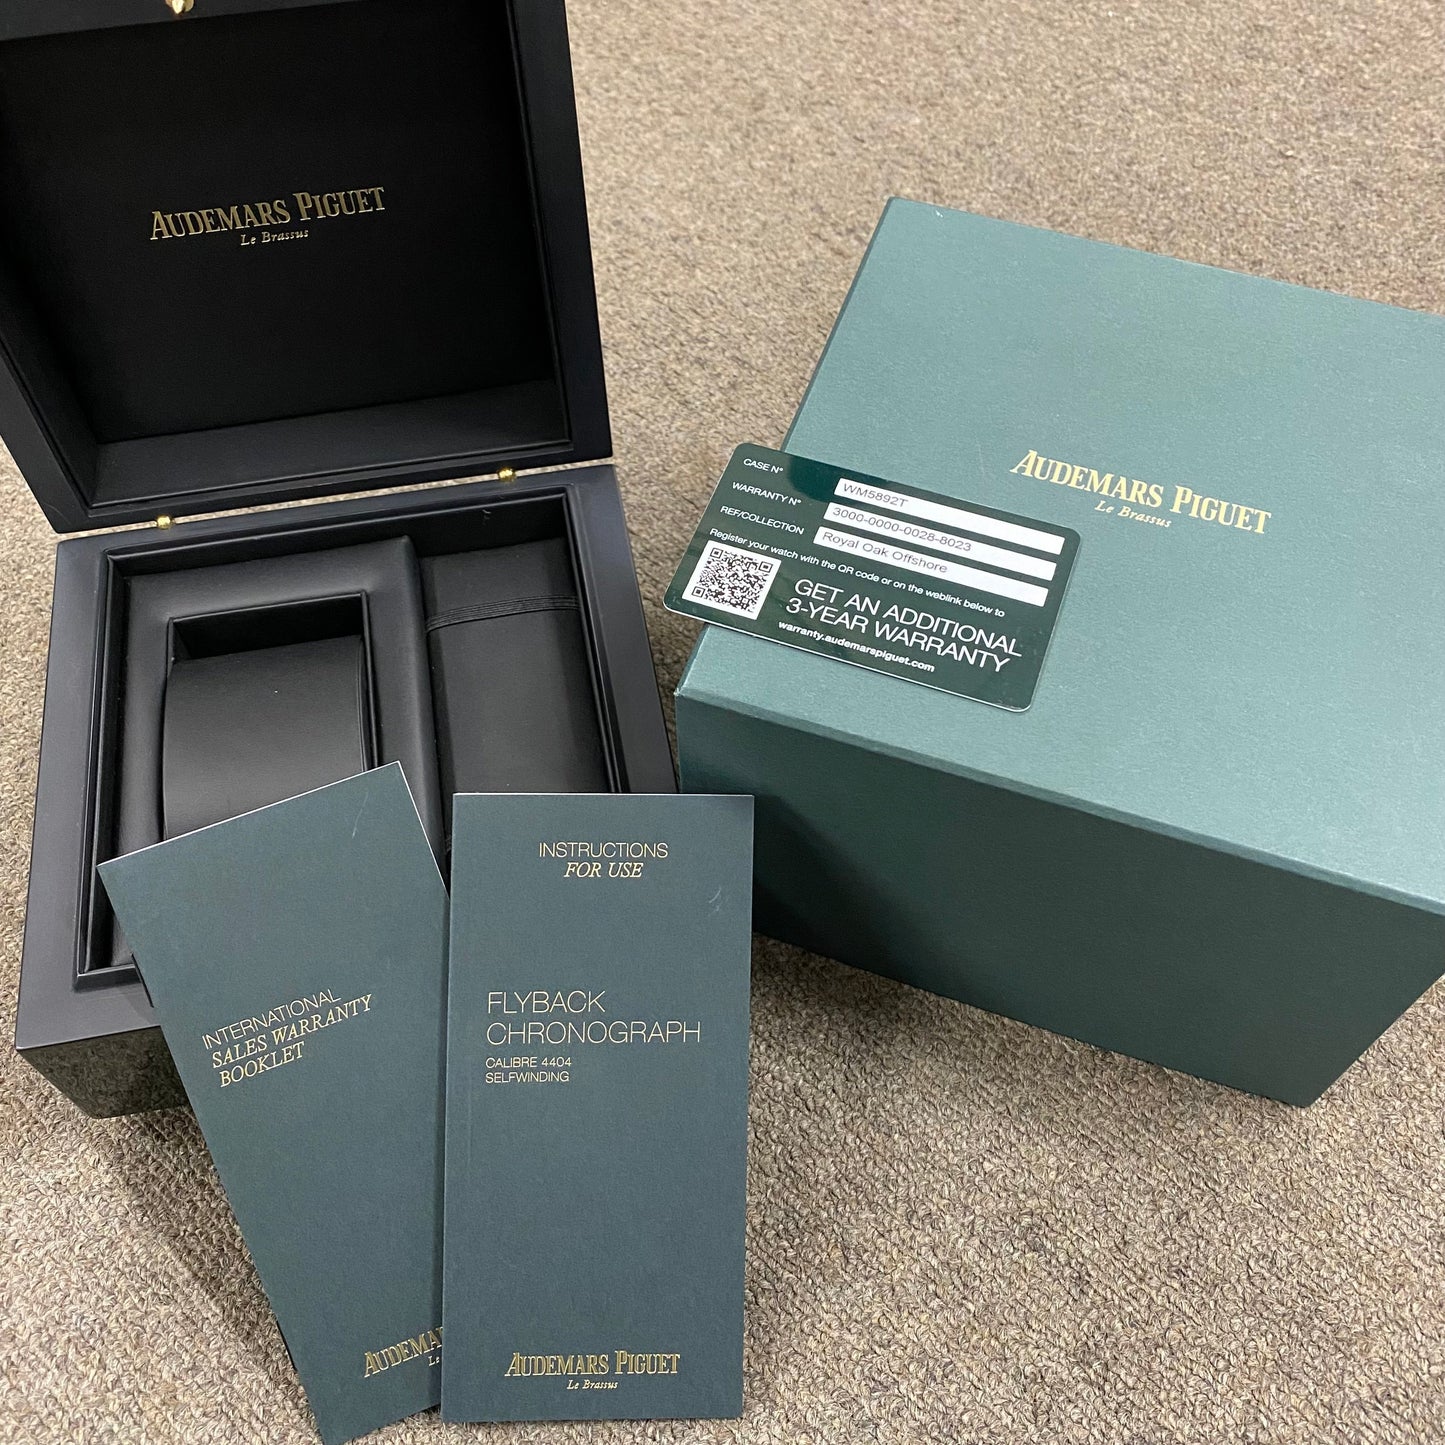 AUDEMARS PIGUET
Le Brassus
AUDEMARS PIGUET
Le Brassus
CASE N° WM5892T
WARRANTY N° 3000-0000-0028-8023
REF/COLLECTION Royal Oak Offshore
Register your watch with the QR code or on the weblink below to
GET AN ADDITIONAL
3-YEAR WARRANTY
warranty.audemarspiguet.com
INTERNATIONAL
SALES WARRANTY
BOOKLET
AUDEMA
Le
INSTRUCTIONS
FOR USE
FLYBACK
CHRONOGRAPH
CALIBRE 4404
SELFWINDING
AUDEMARS PIGUET
Le Brassus